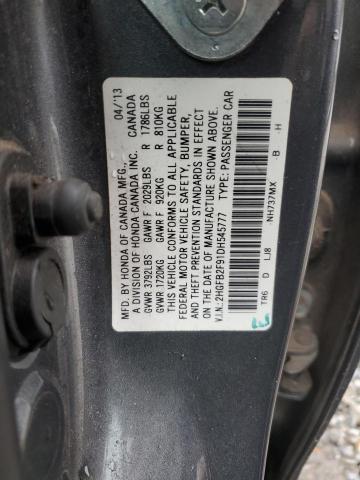 MFD. BY HONDA OF CANADA MFG., 04/'13
A DIVISION OF HONDA CANADA INC. CANADA
GVWR 3792LBS GAWR F 2029LBS R 1786LBS
GVWR 1720KG GAWR F 920KG R 810KG
THIS VEHICLE CONFORMS TO ALL APPLICABLE
FEDERAL MOTOR VEHICLE SAFETY, BUMPER,
AND THEFT PREVENTION STANDARDS IN EFFECT
ON THE DATE OF MANUFACTURE SHOWN ABOVE.
V.I.N.: 2HGFB2F91DH545777 TYPE: PASSENGER CAR
NH737MX -B -H
TR6 D LJ8